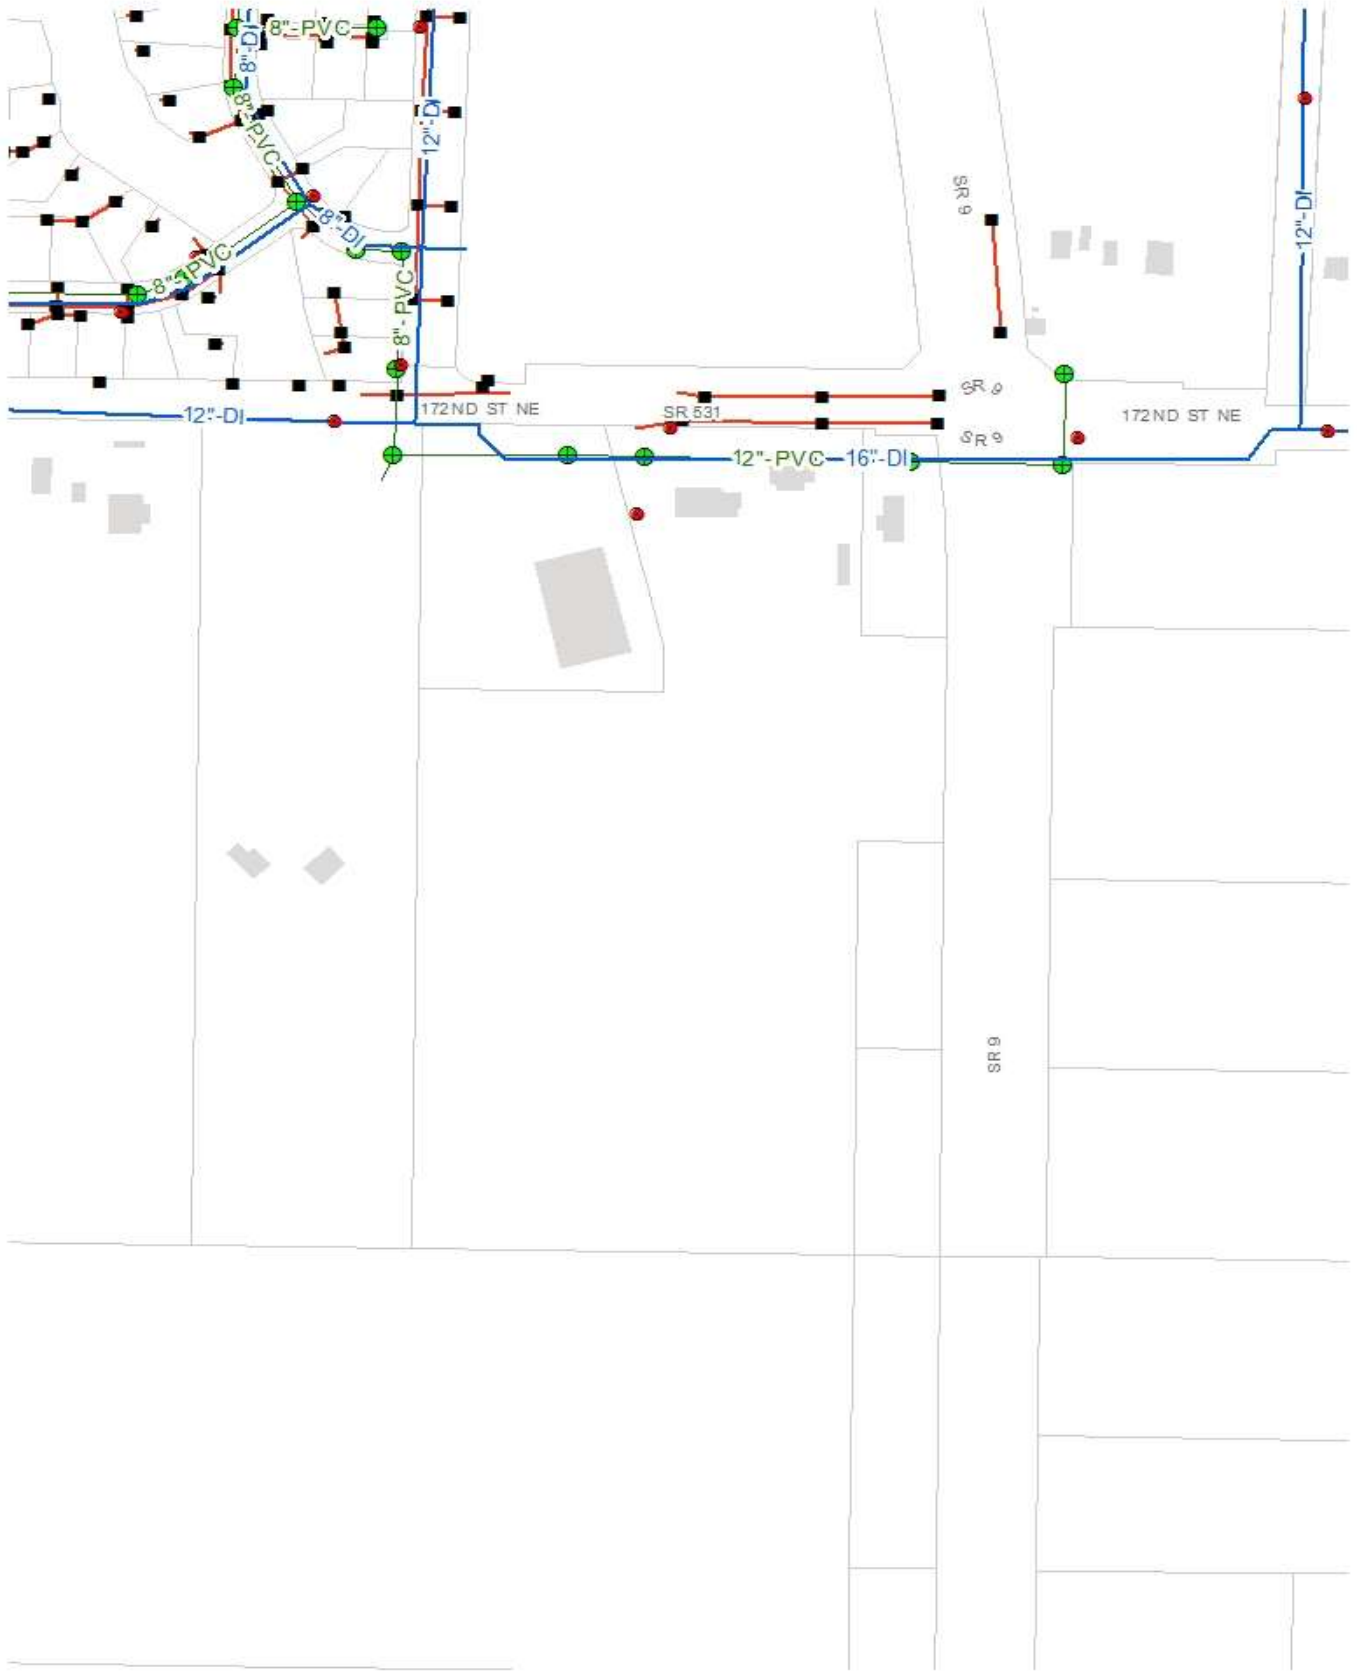 8"-PVC
8"-DI
8"-PVC
12"-DI
SR 9
8"-DI
12"-DI
8"-PVC
8"-PVC
SR 9
172ND ST NE
SR 531
172ND ST NE
12"-DI
SR 9
12"-PVC
16"-DI
SR 9